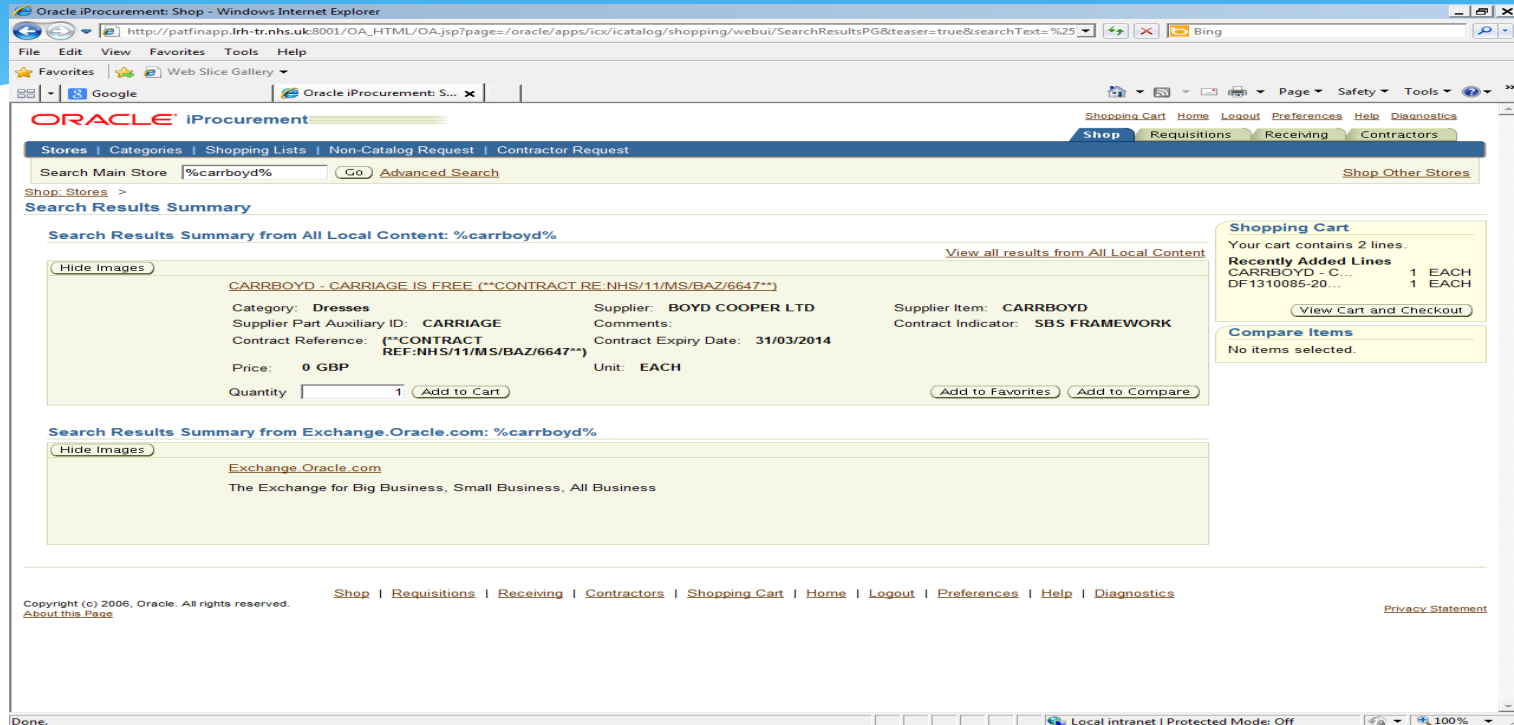 Oracle iProcurement: Shop - Windows Internet Explorer
http://patfinapp.lrh-tr.nhs.uk:8001/OA_HTML/OA.jsp?page=/oracle/apps/icx/icatalog/shopping/webui/SearchResultsPG&teaser=true&searchText=%25 Bing
File Edit View Favorites Tools Help
Favorites Web Slice Gallery
Google Oracle iProcurement: S... Page Safety Tools
ORACLE iProcurement
Shopping Cart Home Logout Preferences Help Diagnostics
Shop Requisitions Receiving Contractors
Stores | Categories | Shopping Lists | Non-Catalog Request | Contractor Request
Search Main Store %carrboyd% Go Advanced Search Shop Other Stores
Shop: Stores >
Search Results Summary
Search Results Summary from All Local Content: %carrboyd%
View all results from All Local Content
Hide Images
CARRBOYD - CARRIAGE IS FREE (**CONTRACT RE:NHS/11/MS/BAZ/6647**)
Category: Dresses Supplier: BOYD COOPER LTD Supplier Item: CARRBOYD
Supplier Part Auxiliary ID: CARRIAGE Comments: Contract Indicator: SBS FRAMEWORK
Contract Reference: (**CONTRACT Contract Expiry Date: 31/03/2014
REF:NHS/11/MS/BAZ/6647**)
Price: 0 GBP Unit: EACH
Quantity 1 Add to Cart Add to Favorites Add to Compare
Shopping Cart
Your cart contains 2 lines.
Recently Added Lines
CARRBOYD - C... 1 EACH
DF1310085-20... 1 EACH
View Cart and Checkout
Compare Items
No items selected.
Search Results Summary from Exchange.Oracle.com: %carrboyd%
Hide Images
Exchange.Oracle.com
The Exchange for Big Business, Small Business, All Business
Shop | Requisitions | Receiving | Contractors | Shopping Cart | Home | Logout | Preferences | Help | Diagnostics
Copyright (c) 2006, Oracle. All rights reserved.
About this Page Privacy Statement
Done. Local intranet | Protected Mode: Off 100%